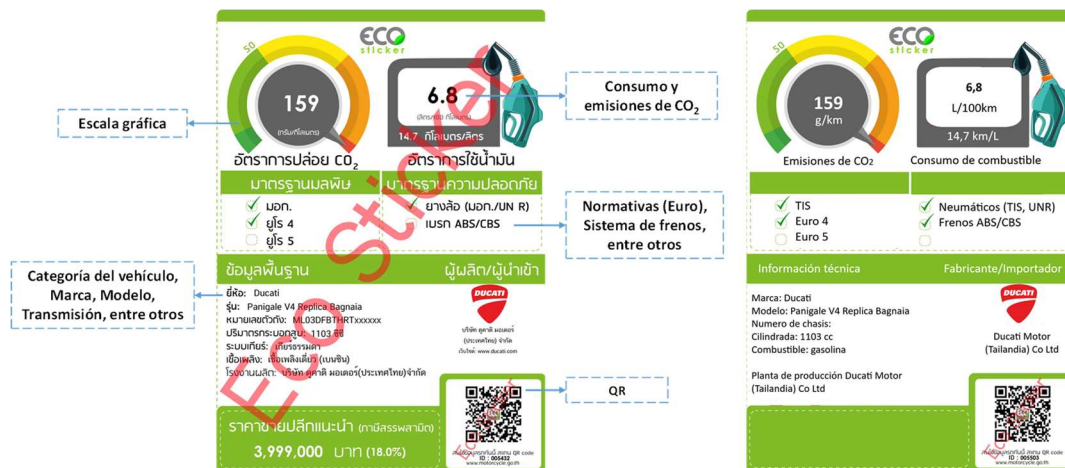 Escala gráfica
Categoría del vehículo,
Marca, Modelo,
Transmisión, entre otros
ECO
sticker
50
159
(กรัม/กิโลเมตร)
6.8
14.7 กิโลเมตร/ลิตร
อัตราการปล่อย CO₂
อัตราการใช้น้ำมัน
มาตรฐานมลพิษ
มาตรฐานความปลอดภัย
มอก.
ยูโร 4
ยูโร 5
ยางล้อ (มอก./UN R)
เบรก ABS/CBS
ข้อมูลพื้นฐาน
ผู้ผลิต/ผู้นำเข้า
ยี่ห้อ: Ducati
รุ่น: Panigale V4 Replica Bagnaia
หมายเลขตัวถัง: ML03DFBTHRTxxxxxx
ปริมาตรกระบอกสูบ: 1103 ซีซี
ระบบเกียร์: เกียร์ธรรมดา
เชื้อเพลิง: เชื้อเพลิงเดี่ยว (เบนซิน)
โรงงานผลิต: บริษัท ดูคาติ มอเตอร์(ประเทศไทย)จำกัด
DUCATI
บริษัท ดูคาติ มอเตอร์
(ประเทศไทย) จำกัด
เว็บไซต์: www.ducati.com
ราคาขายปลีกแนะนำ (ภาษีสรรพสามิต)
3,999,000 บาท (18.0%)
ID : 005432
www.motorcycle.go.th
Eco Sticker
Consumo y
emisiones de CO₂
Normativas (Euro),
Sistema de frenos,
entre otros
QR
ECO
sticker
50
159
g/km
6,8
L/100km
14,7 km/L
Emisiones de CO2
Consumo de combustible
TIS
Euro 4
Euro 5
Neumáticos (TIS, UNR)
Frenos ABS/CBS
Información técnica
Fabricante/Importador
Marca: Ducati
Modelo: Panigale V4 Replica Bagnaia
Numero de chasis:
Cilindrada: 1103 cc
Combustible: gasolina
Planta de producción Ducati Motor
(Tailandia) Co Ltd
DUCATI
Ducati Motor
(Tailandia) Co Ltd
ID : 005503
www.motorcycle.go.th